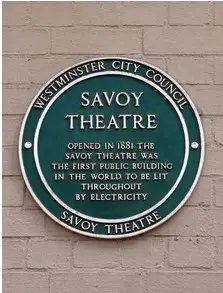 WESTMINSTER CITY COUNCIL
SAVOY
THEATRE
OPENED IN 1881 THE
SAVOY THEATRE WAS
THE FIRST PUBLIC BUILDING
IN THE WORLD TO BE LIT
THROUGHOUT
BY ELECTRICITY
SAVOY THEATRE